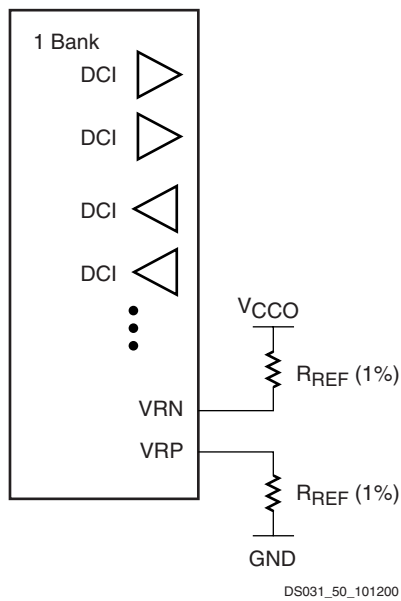 1 Bank
DCI
DCI
DCI
DCI
VCCO
RREF (1%)
VRN
VRP
RREF (1%)
GND
DS031_50_101200